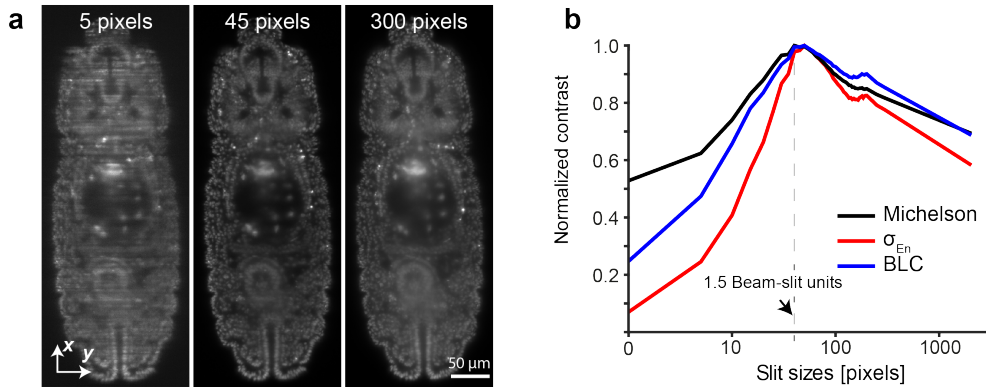 a
5 pixels
45 pixels
300 pixels
x
y
50 µm
b
Normalized contrast
1.0
0.8
0.6
0.4
0.2
Michelson
σEn
BLC
1.5 Beam-slit units
0
10
100
1000
Slit sizes [pixels]